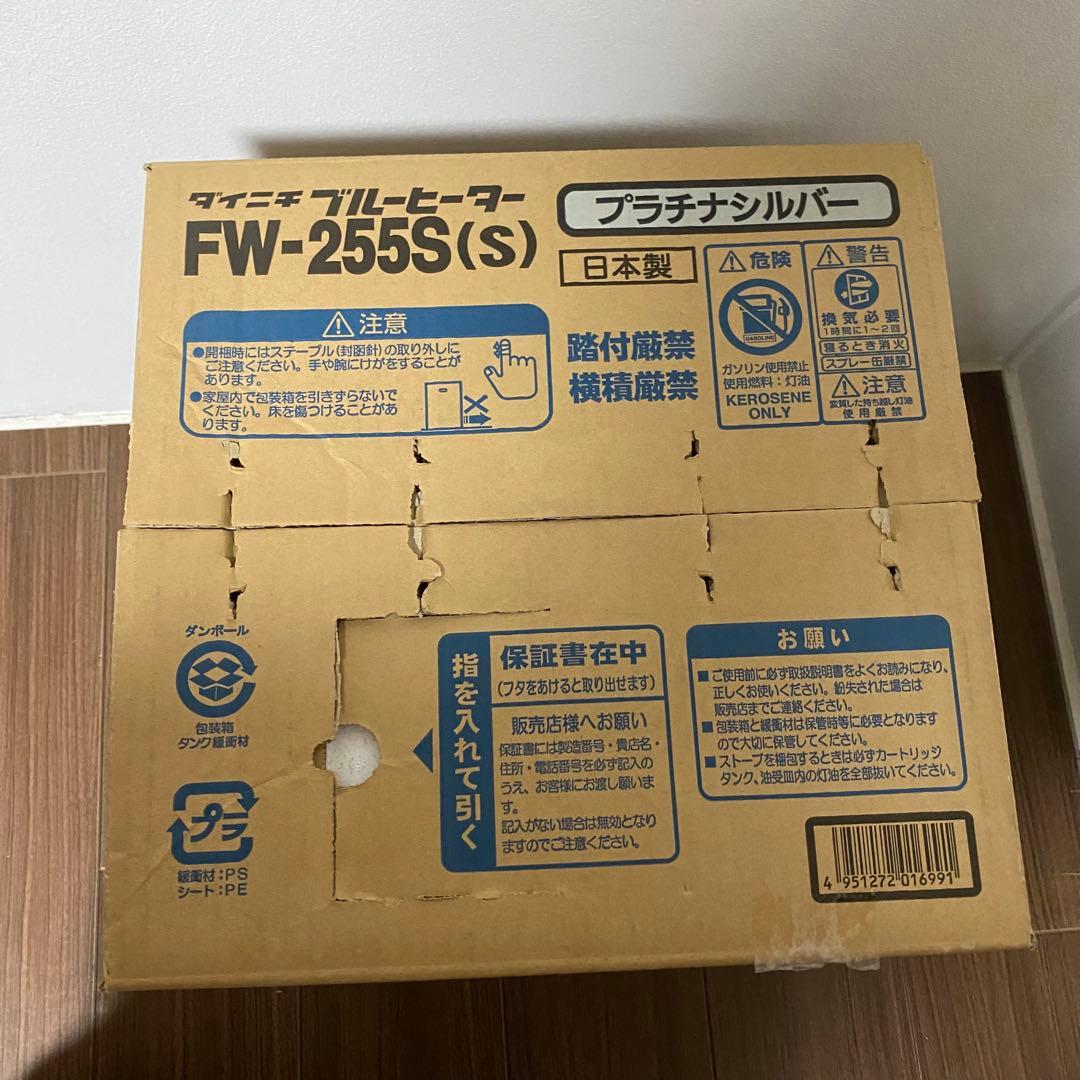 ダイニチ ブルーヒーター
FW-255S(S)
プラチナシルバー
日本製
危険
GASOLINE
ガソリン使用禁止
使用燃料:灯油
KEROSENE
ONLY
警告
換気必要
1時間に1~2回
寝るとき消火
スプレー缶厳禁
注意
変質した持ち越し灯油
使用厳禁
注意
●開梱時にはステープル(封函針)の取り外しに
ご注意ください。手や腕にけがをすることが
あります。
●家屋内で包装箱を引きずらないで
ください。床を傷つけることがあ
ります。
踏付厳禁
横積厳禁
ダンボール
包装箱
タンク緩衝材
プラ
緩衝材:PS
シート:PE
指を入れて引く
保証書在中
(フタをあけると取り出せます)
販売店様へお願い
保証書には製造番号・貴店名・
住所・電話番号を必ず記入の
うえ、お客様にお渡し願いま
す。
記入がない場合は無効となり
ますのでご注意ください。
お願い
■ご使用前に必ず取扱説明書をよくお読みになり、
正しくお使いください。紛失された場合は
販売店までご連絡ください。
■包装箱と緩衝材は保管時等に必要となります
ので大切に保管してください。
■ストーブを梱包するときは必ずカートリッジ
タンク、油受皿内の灯油を全部抜いてください。
4 951272 016991